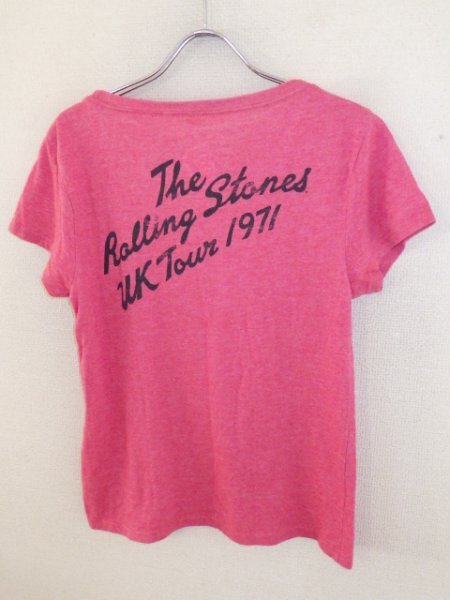 The
Rolling Stones
UK Tour 1971